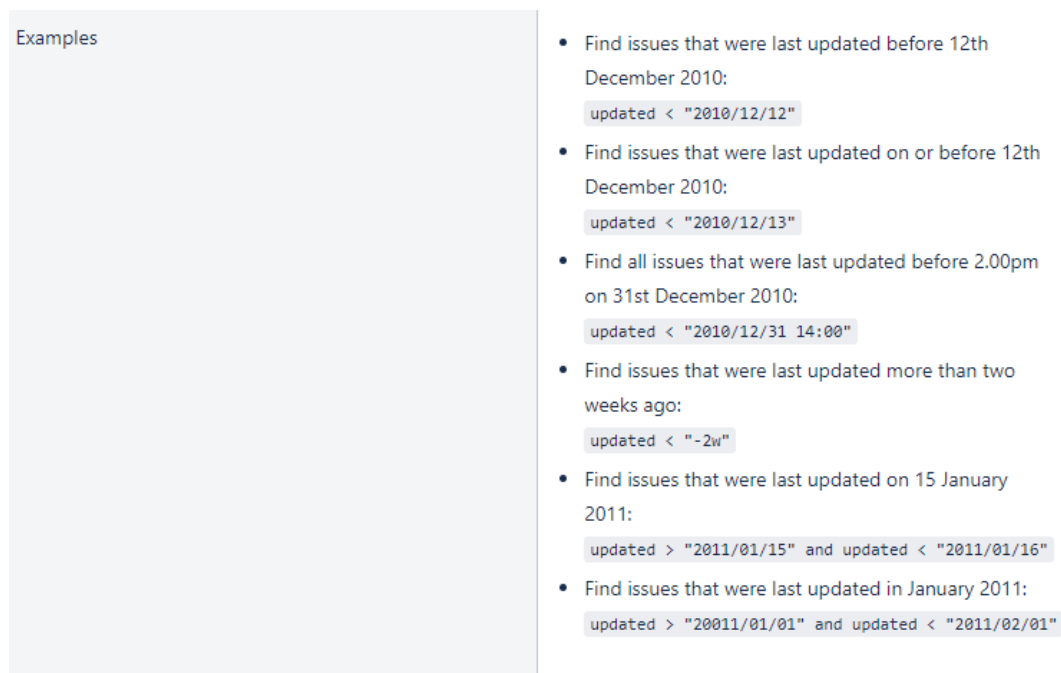 Examples
Find issues that were last updated before 12th
December 2010:
updated < "2010/12/12"
Find issues that were last updated on or before 12th
December 2010:
updated < "2010/12/13"
Find all issues that were last updated before 2.00pm
on 31st December 2010:
updated < "2010/12/31 14:00"
Find issues that were last updated more than two
weeks ago:
updated < "-2w"
Find issues that were last updated on 15 January
2011:
updated > "2011/01/15" and updated < "2011/01/16"
Find issues that were last updated in January 2011:
updated > "20011/01/01" and updated < "2011/02/01"